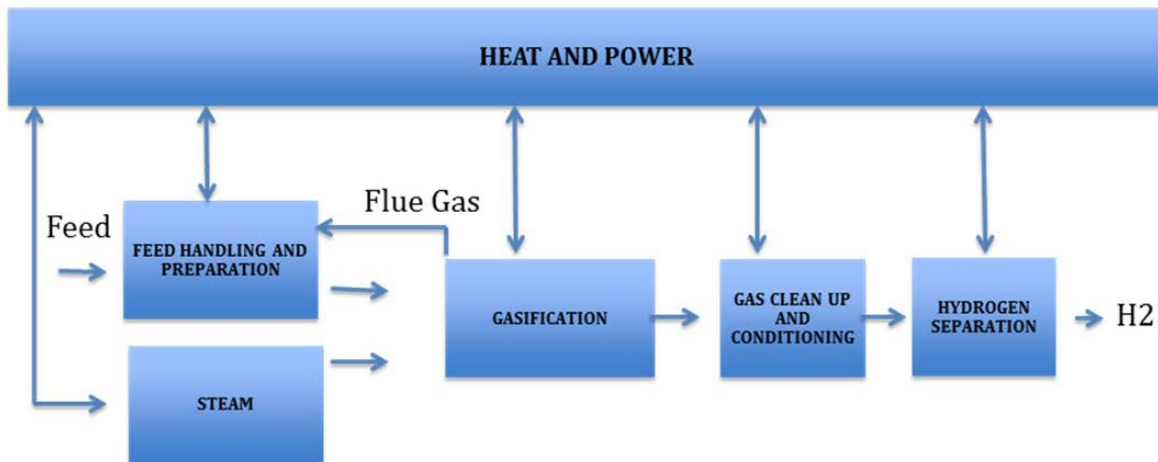 HEAT AND POWER
Flue Gas
Feed
FEED HANDLING AND
PREPARATION
GASIFICATION
GAS CLEAN UP
AND
CONDITIONING
HYDROGEN
SEPARATION
H2
STEAM